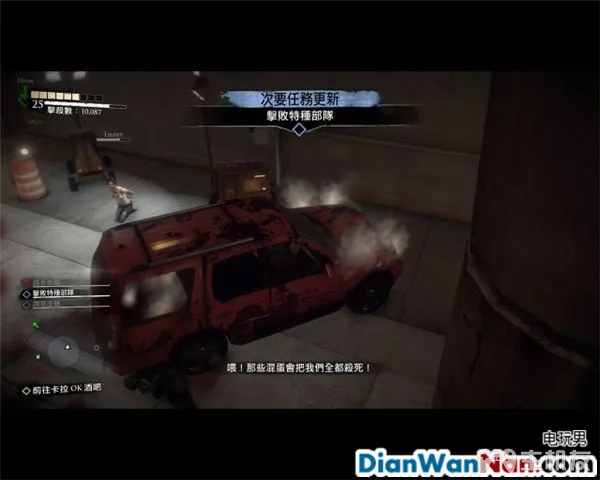 次要任務更新
擊敗特種部隊
25
擊殺數：10,087
擊敗特種部隊
喂！那些混蛋會把我們全都殺死！
前往卡拉 OK 酒吧
电玩男
DianWanNan.com